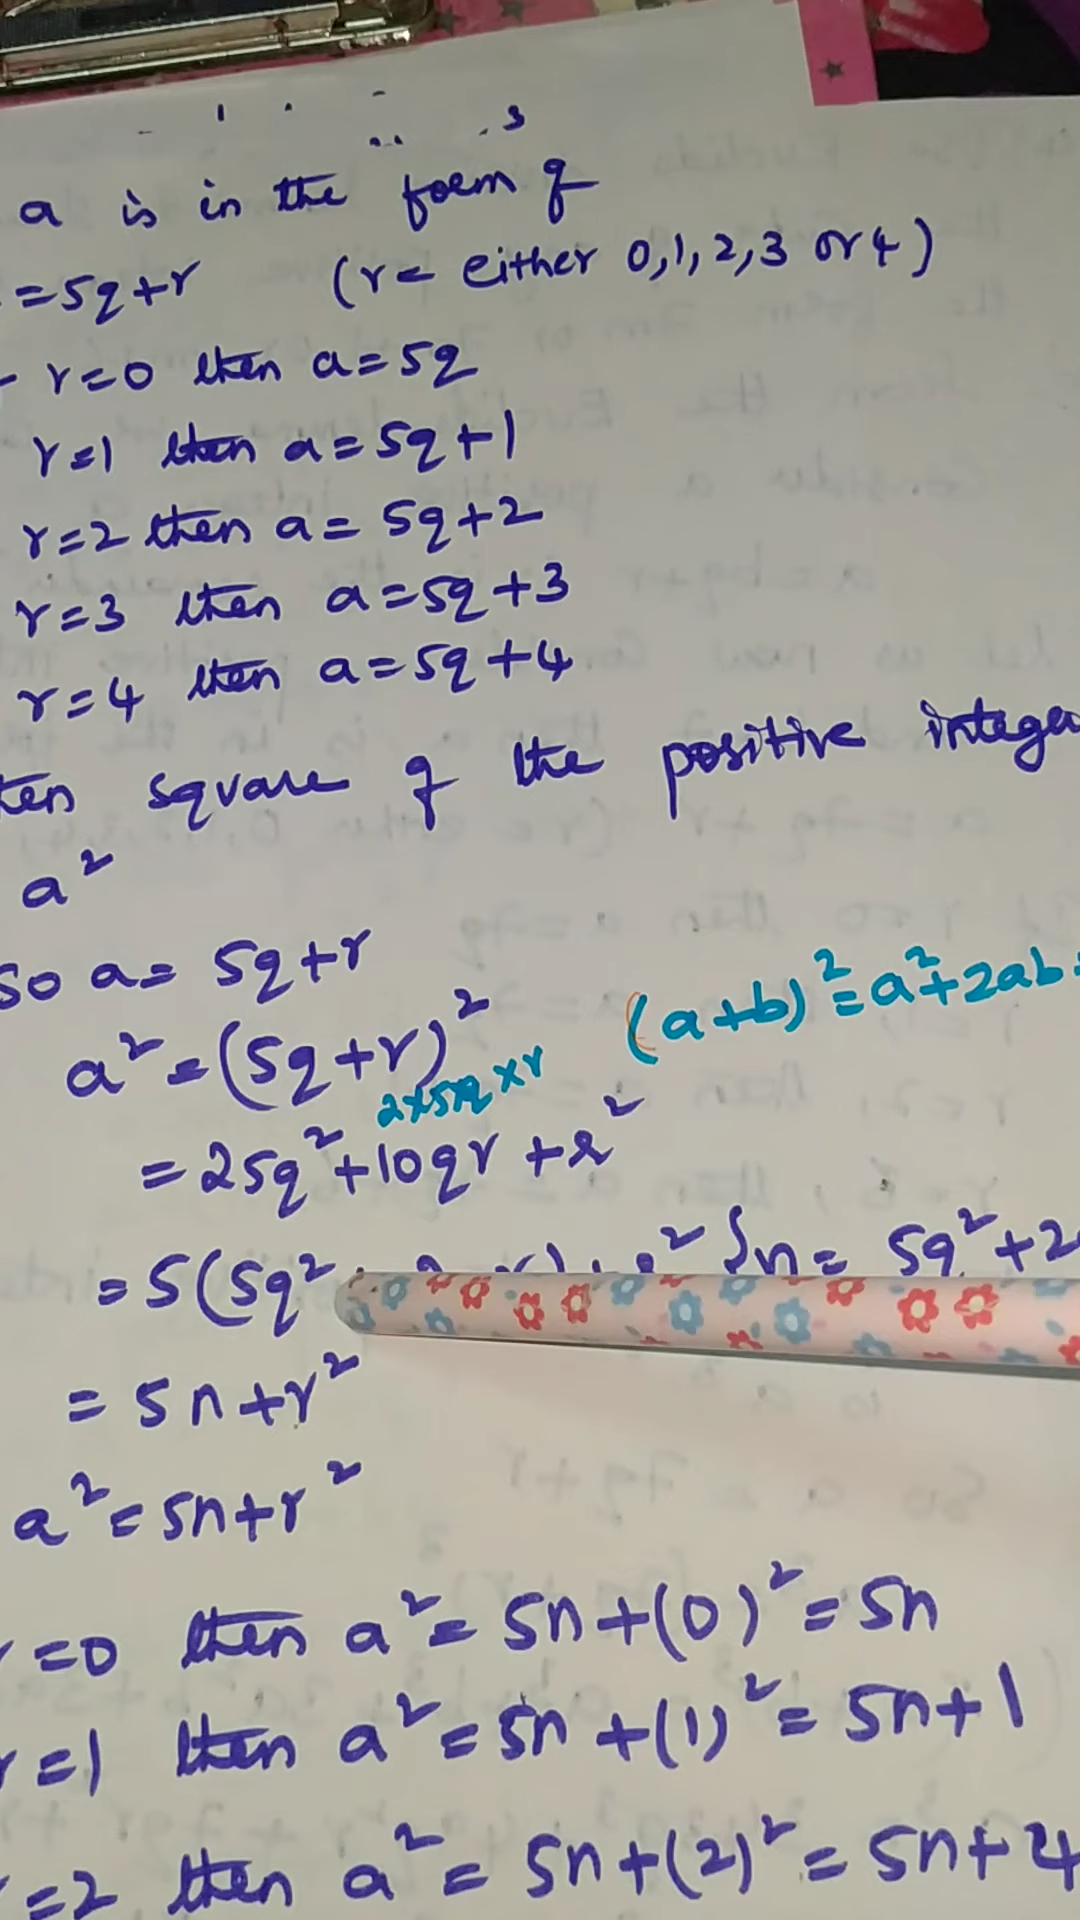 a is in the form of
=5q+r (r= either 0,1,2,3 or 4)
r=0 then a=5q
r=1 then a=5q+1
r=2 then a=5q+2
r=3 then a=5q+3
r=4 then a=5q+4
square of the positive
a²
so a= 5q+r
a²=(5q+r)² (a+b)²=a²+2ab
2×5q×r
=25q²+10qr+r²
=5(5q² n= 5q²+2
=5n+r²
a²=5n+r²
r=0 then a²=5n+(0)²=5n
r=1 then a²=5n+(1)²=5n+1
=2 then a²=5n+(2)²=5n+4